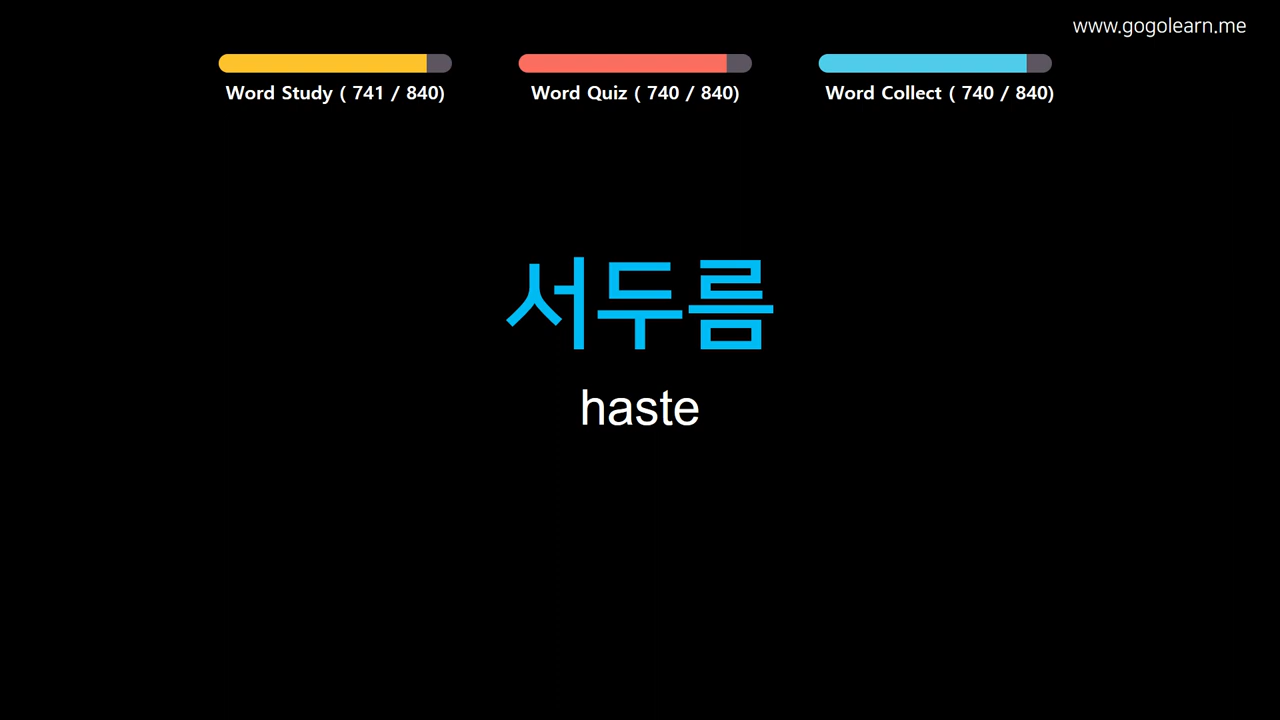 www.gogolearn.me
Word Study ( 741 / 840)
Word Quiz ( 740 / 840)
Word Collect ( 740 / 840)
서두름
haste